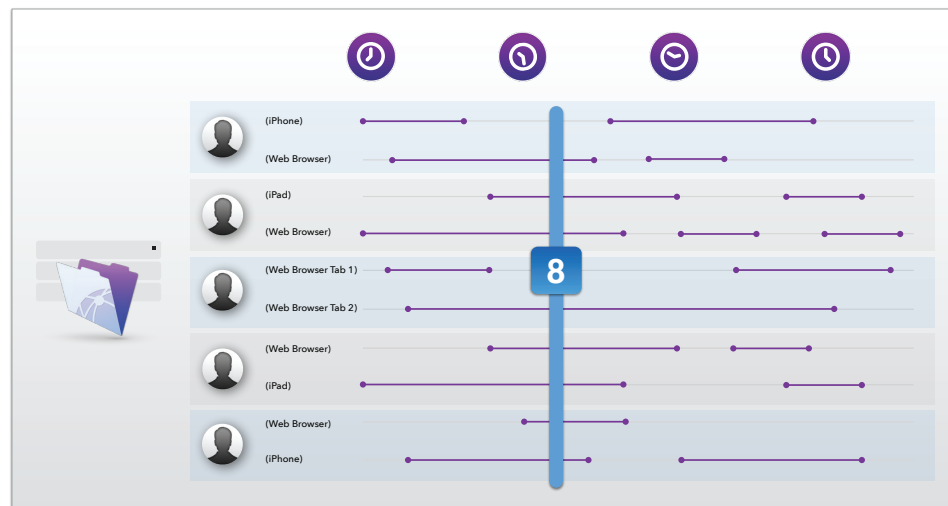 (iPhone)
(Web Browser)
(iPad)
(Web Browser)
(Web Browser Tab 1)
8
(Web Browser Tab 2)
(Web Browser)
(iPad)
(Web Browser)
(iPhone)